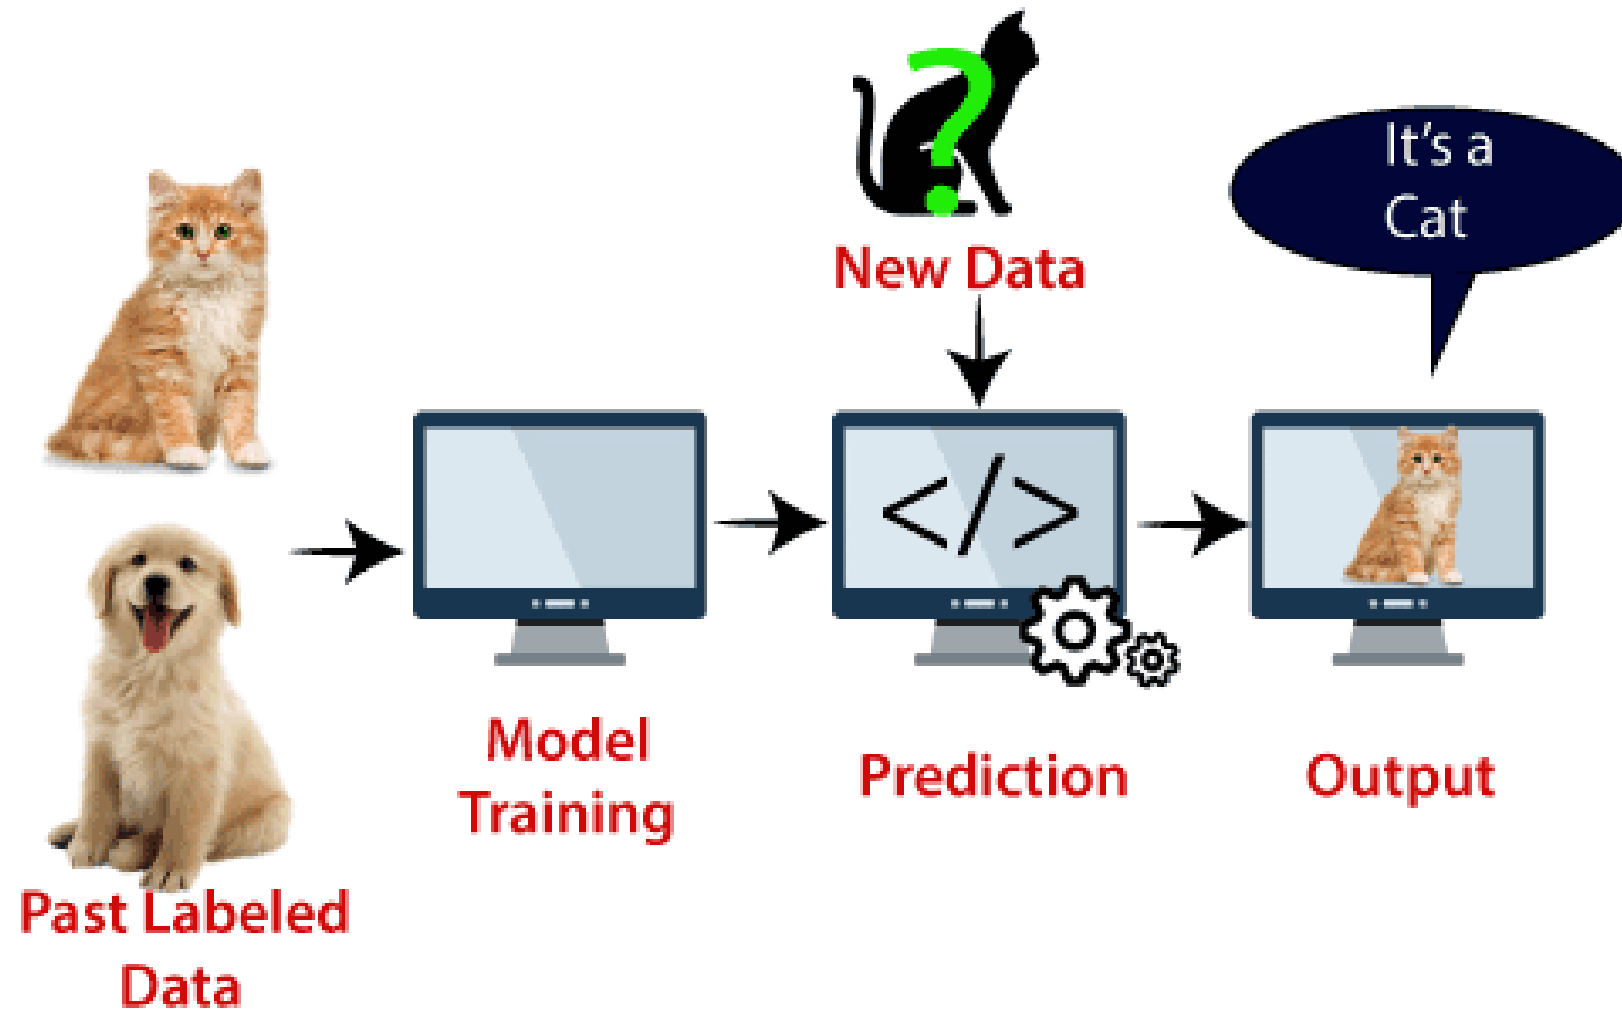 ?
New Data
It's a
Cat
</>
Past Labeled
Data
Model
Training
Prediction
Output